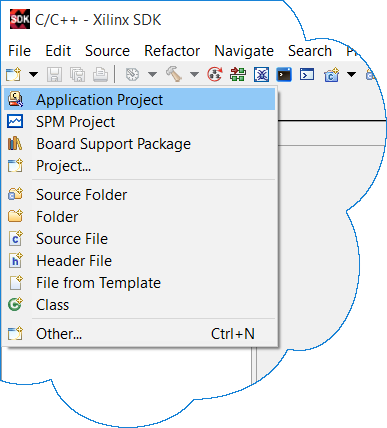 SDK C/C++ - Xilinx SDK
File Edit Source Refactor Navigate Search
Application Project
SPM Project
Board Support Package
Project...
Source Folder
Folder
c Source File
h Header File
File from Template
C Class
Other... Ctrl+N